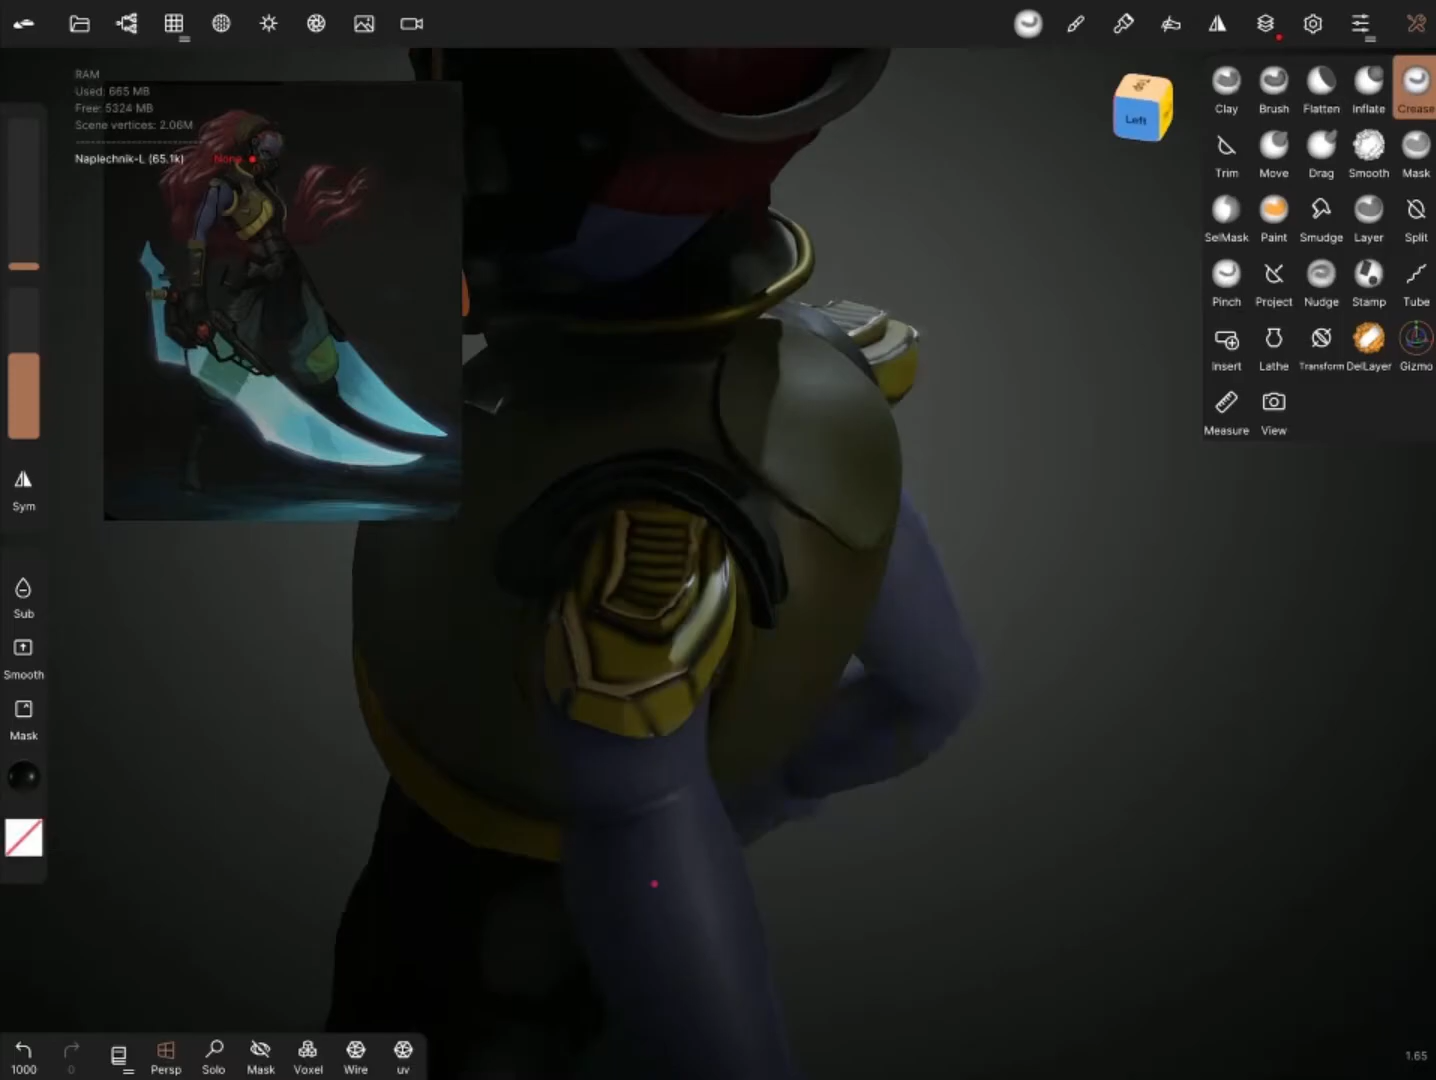 RAM
Used: 665 MB
Free: 5324 MB
Scene vertices: 2.06M
Naplechnik-L (65.1k) None
Left
Clay Brush Flatten Inflate Crease
Trim Move Drag Smooth Mask
SelMask Paint Smudge Layer Split
Pinch Project Nudge Stamp Tube
Insert Lathe Transform DelLayer Gizmo
Measure View
Sym
Sub
Smooth
Mask
1000 0 Persp Solo Mask Voxel Wire uv
1.65